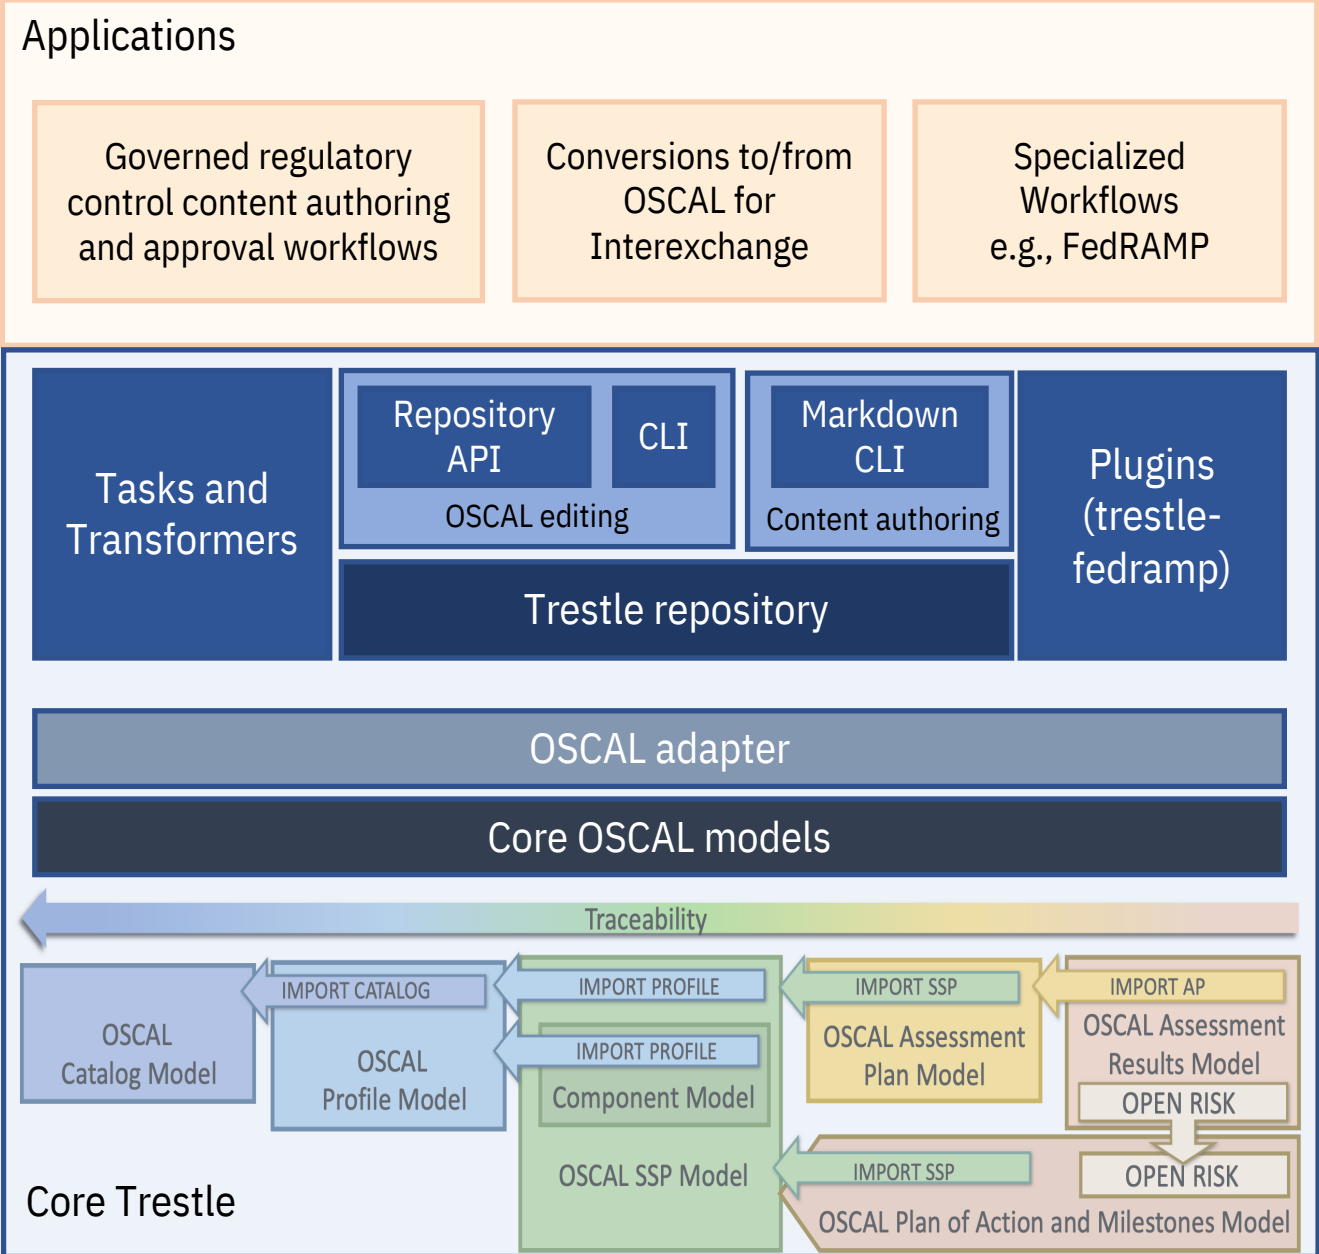 Applications
Governed regulatory
control content authoring
and approval workflows
Conversions to/from
OSCAL for
Interexchange
Specialized
Workflows
e.g., FedRAMP
Tasks and
Transformers
Repository
API
CLI
OSCAL editing
Markdown
CLI
Content authoring
Plugins
(trestle-
fedramp)
Trestle repository
OSCAL adapter
Core OSCAL models
Traceability
IMPORT CATALOG
IMPORT PROFILE
IMPORT SSP
IMPORT AP
OSCAL
Catalog Model
OSCAL
Profile Model
IMPORT PROFILE
Component Model
OSCAL SSP Model
OSCAL Assessment
Plan Model
OSCAL Assessment
Results Model
OPEN RISK
IMPORT SSP
OPEN RISK
OSCAL Plan of Action and Milestones Model
Core Trestle